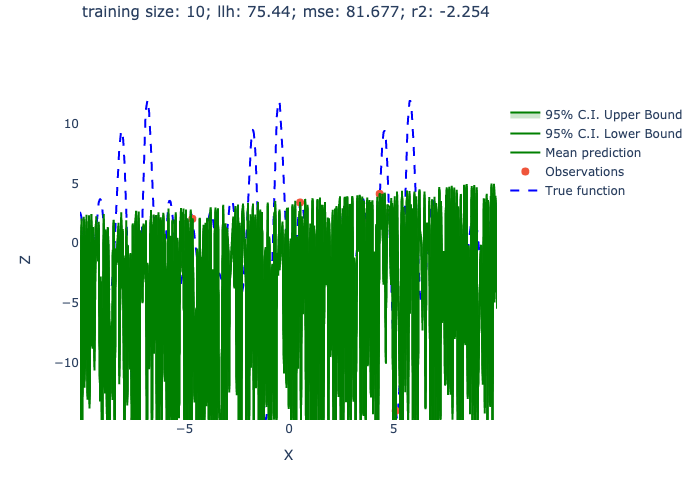 training size: 10; llh: 75.44; mse: 81.677; r2: -2.254
95% C.I. Upper Bound
95% C.I. Lower Bound
Mean prediction
Observations
True function
10
5
0
−5
−10
Z
−5 0 5
X